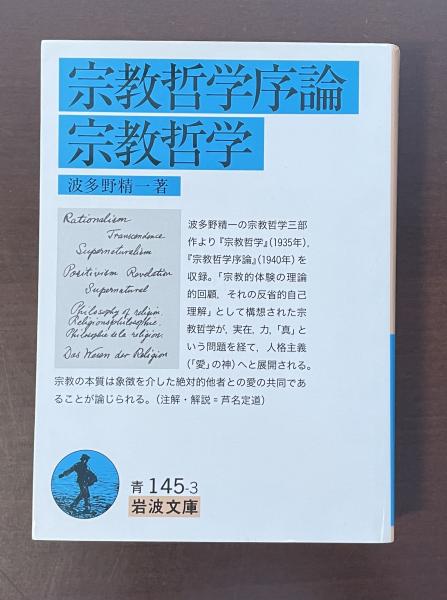 宗教哲学序論
宗教哲学
波多野精一著
Rationalism
Transcendence
Supernaturalism
Positivism Revelation
Supernatural
Philosophy of religion.
Religionsphilosophie.
Philosophie de la religion.
Das Wesen der Religion
波多野精一の宗教哲学三部
作より『宗教哲学』(1935年),
『宗教哲学序論』(1940年)を
収録。「宗教的体験の理論
的回顧，それの反省的自己
理解」として構想された宗
教哲学が，実在，力，「真」と
いう問題を経て，人格主義
(「愛」の神)へと展開される。
宗教の本質は象徴を介した絶対的他者との愛の共同であ
ることが論じられる。(注解・解説＝芦名定道)
青 145-3
岩波文庫